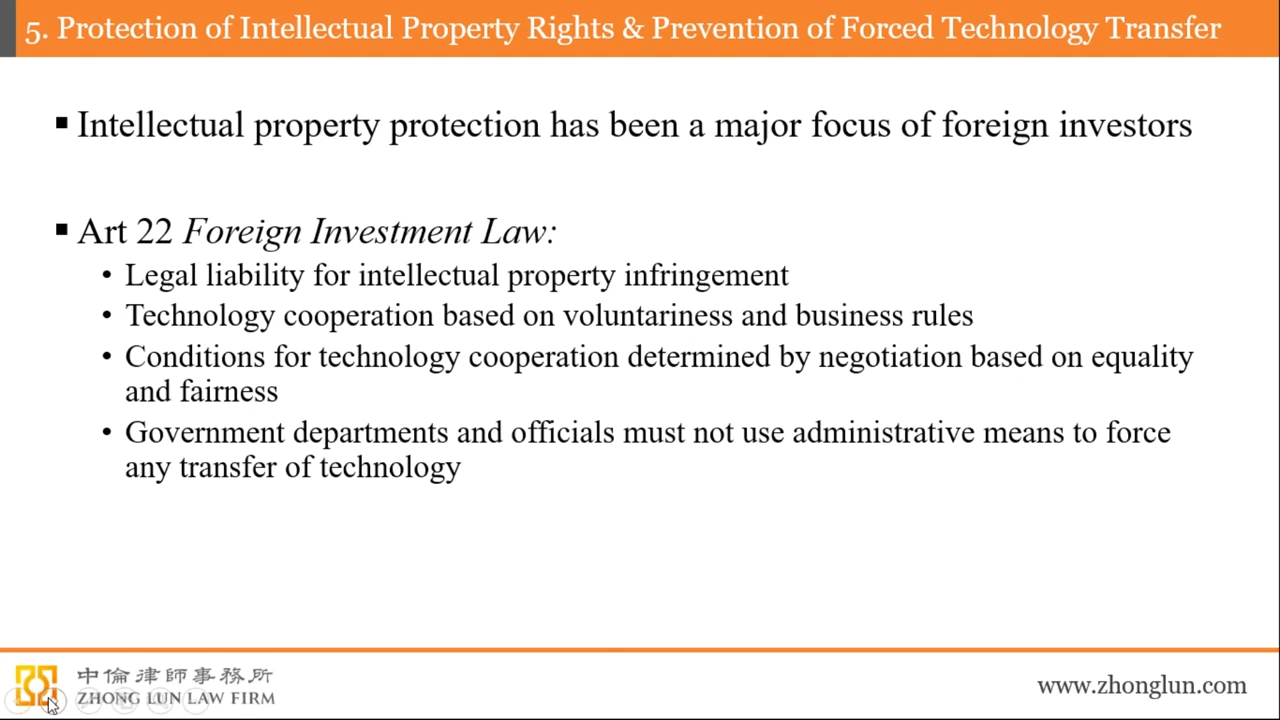 5. Protection of Intellectual Property Rights & Prevention of Forced Technology Transfer
▪ Intellectual property protection has been a major focus of foreign investors
▪ Art 22 Foreign Investment Law:
• Legal liability for intellectual property infringement
• Technology cooperation based on voluntariness and business rules
• Conditions for technology cooperation determined by negotiation based on equality
and fairness
• Government departments and officials must not use administrative means to force
any transfer of technology
中倫律師事務所
ZHONG LUN LAW FIRM
www.zhonglun.com